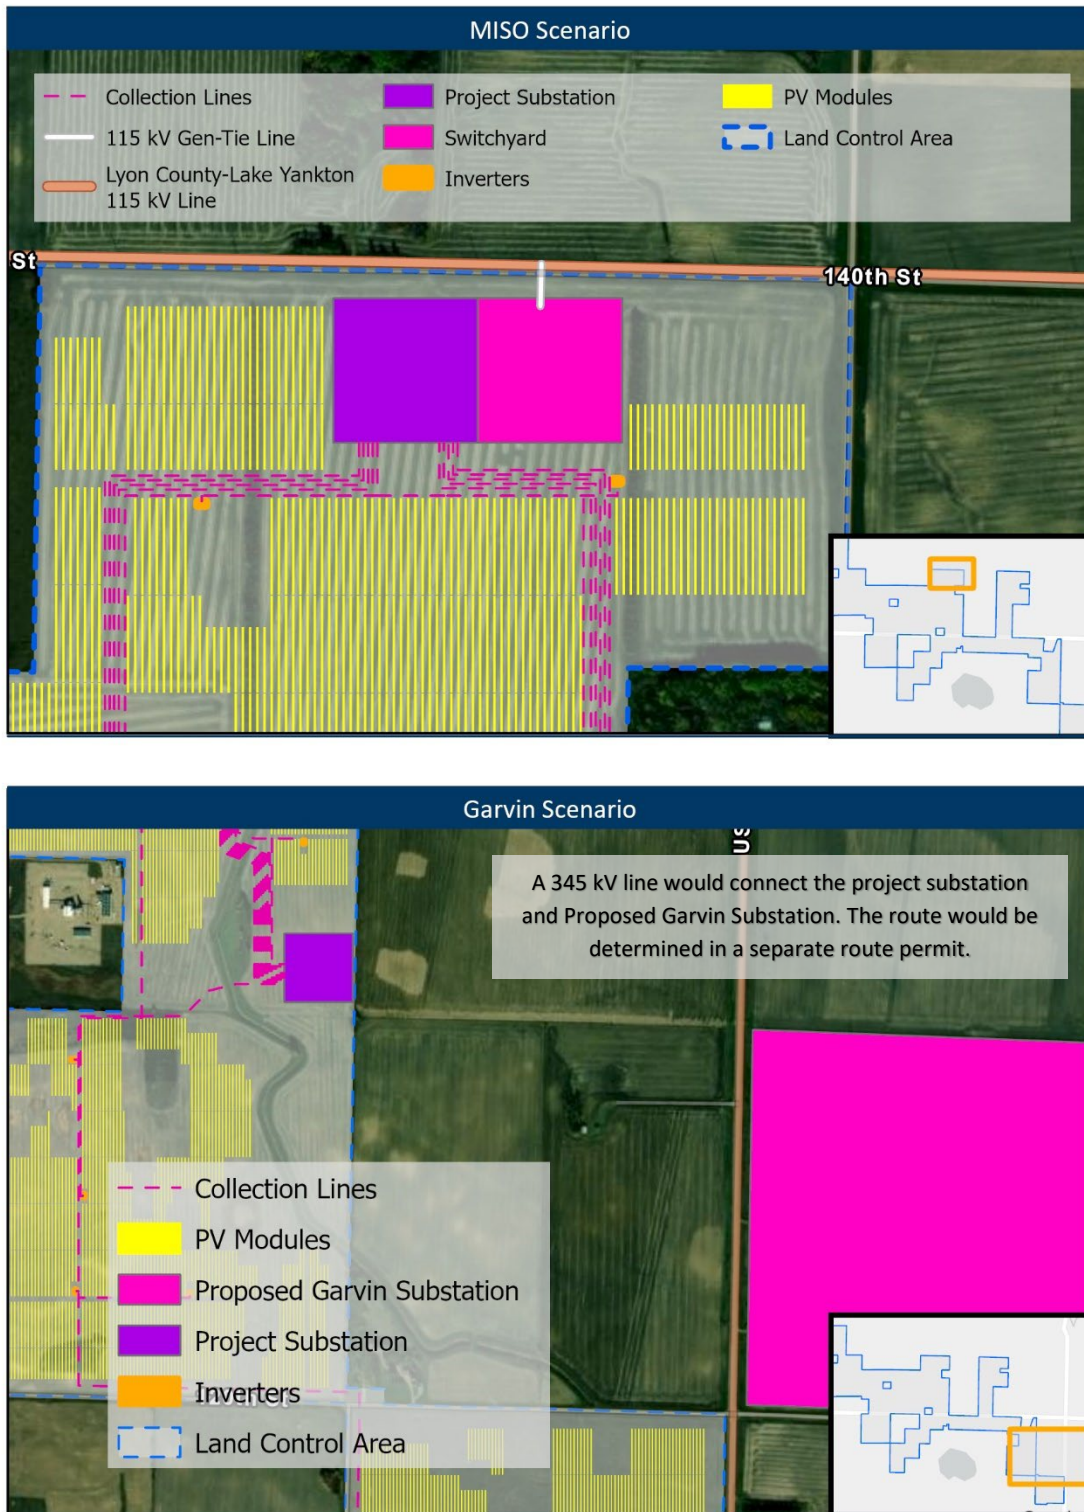 MISO Scenario
Collection Lines
115 kV Gen-Tie Line
Lyon County-Lake Yankton
115 kV Line
Project Substation
Switchyard
Inverters
PV Modules
Land Control Area
St
140th St
Garvin Scenario
US
A 345 kV line would connect the project substation
and Proposed Garvin Substation. The route would be
determined in a separate route permit.
Collection Lines
PV Modules
Proposed Garvin Substation
Project Substation
Inverters
St
Land Control Area